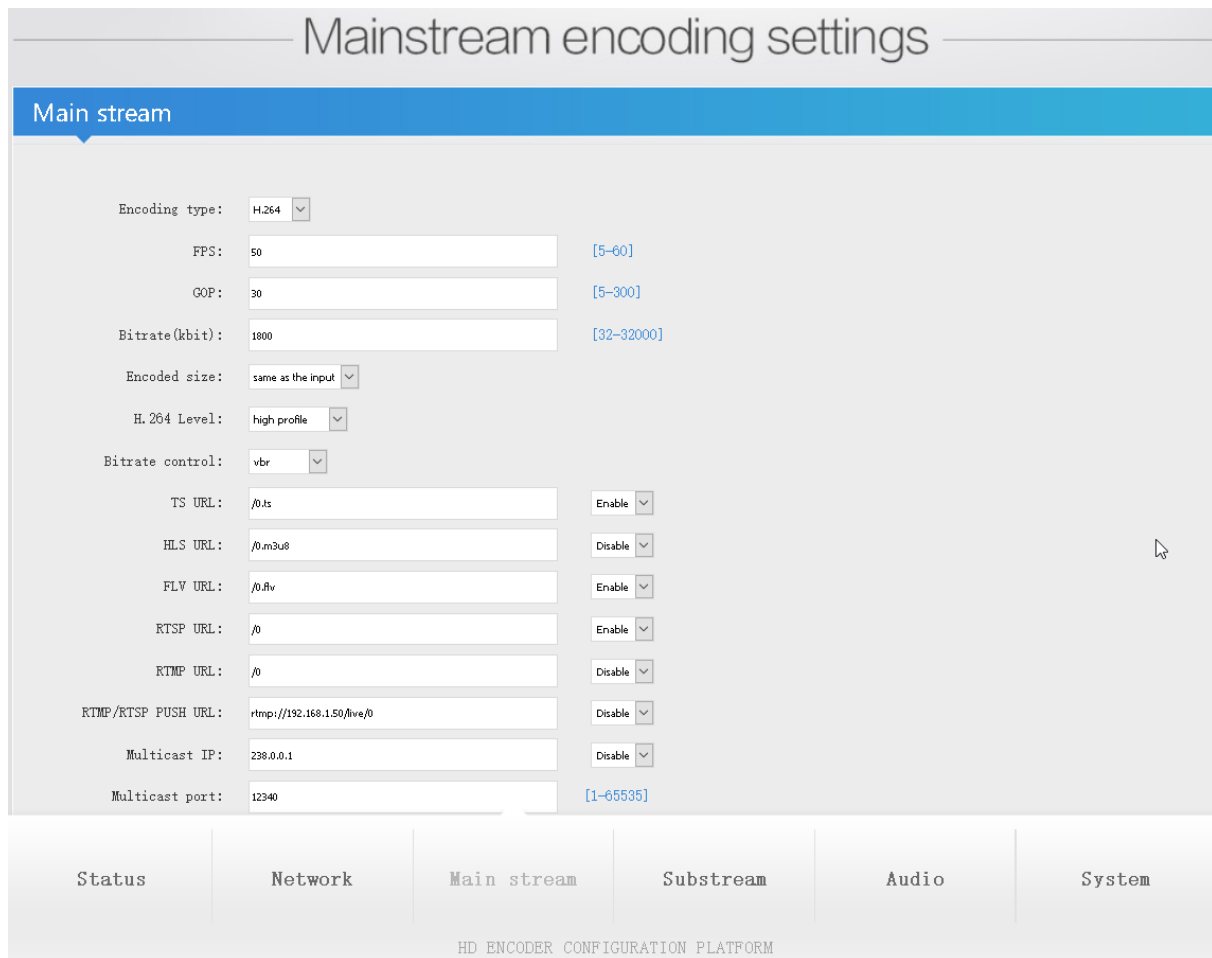 Mainstream encoding settings
Main stream
Encoding type: H.264
FPS: 50 [5-60]
GOP: 30 [5-300]
Bitrate(kbit): 1800 [32-32000]
Encoded size: same as the input
H.264 Level: high profile
Bitrate control: vbr
TS URL: /0.ts Enable
HLS URL: /0.m3u8 Disable
FLV URL: /0.flv Enable
RTSP URL: /0 Enable
RTMP URL: /0 Disable
RTMP/RTSP PUSH URL: rtmp://192.168.1.50/live/0 Disable
Multicast IP: 238.0.0.1 Disable
Multicast port: 12340 [1-65535]
Status Network Main stream Substream Audio System
HD ENCODER CONFIGURATION PLATFORM